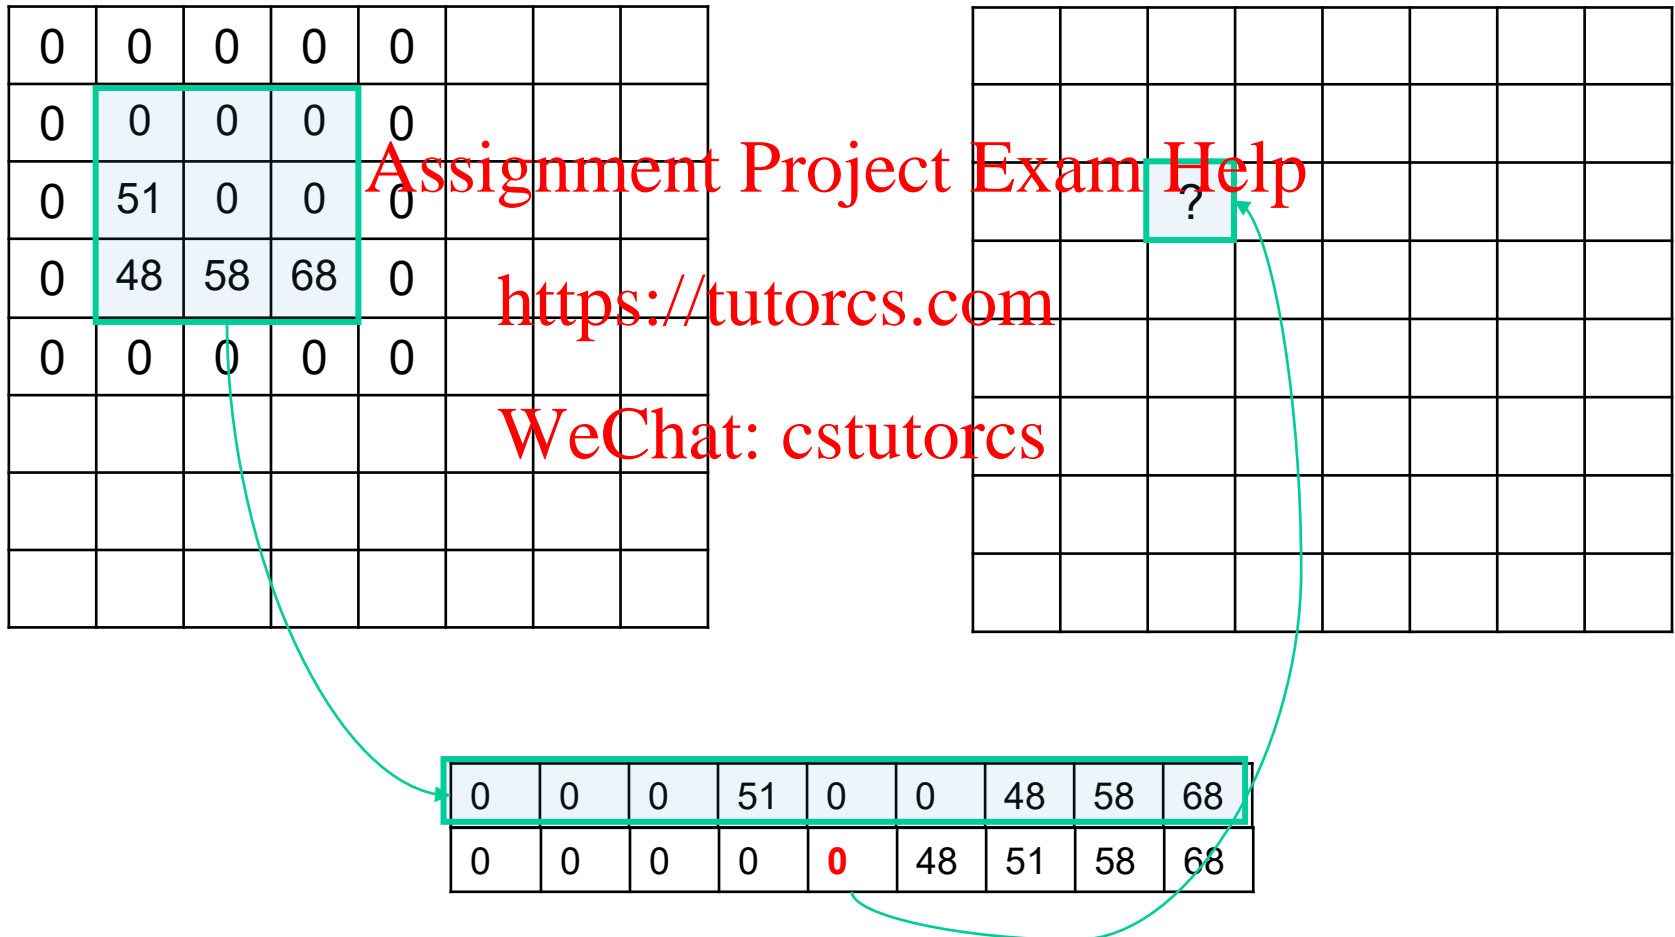 0 0 0 0 0
0 0 0 0 0
Assignment Project Exam Help
0 51 0 0 0
?
0 48 58 68 0
https://tutorcs.com
0 0 0 0 0
WeChat: cstutorcs
0 0 0 51 0 0 48 58 68
0 0 0 0 0 48 51 58 68